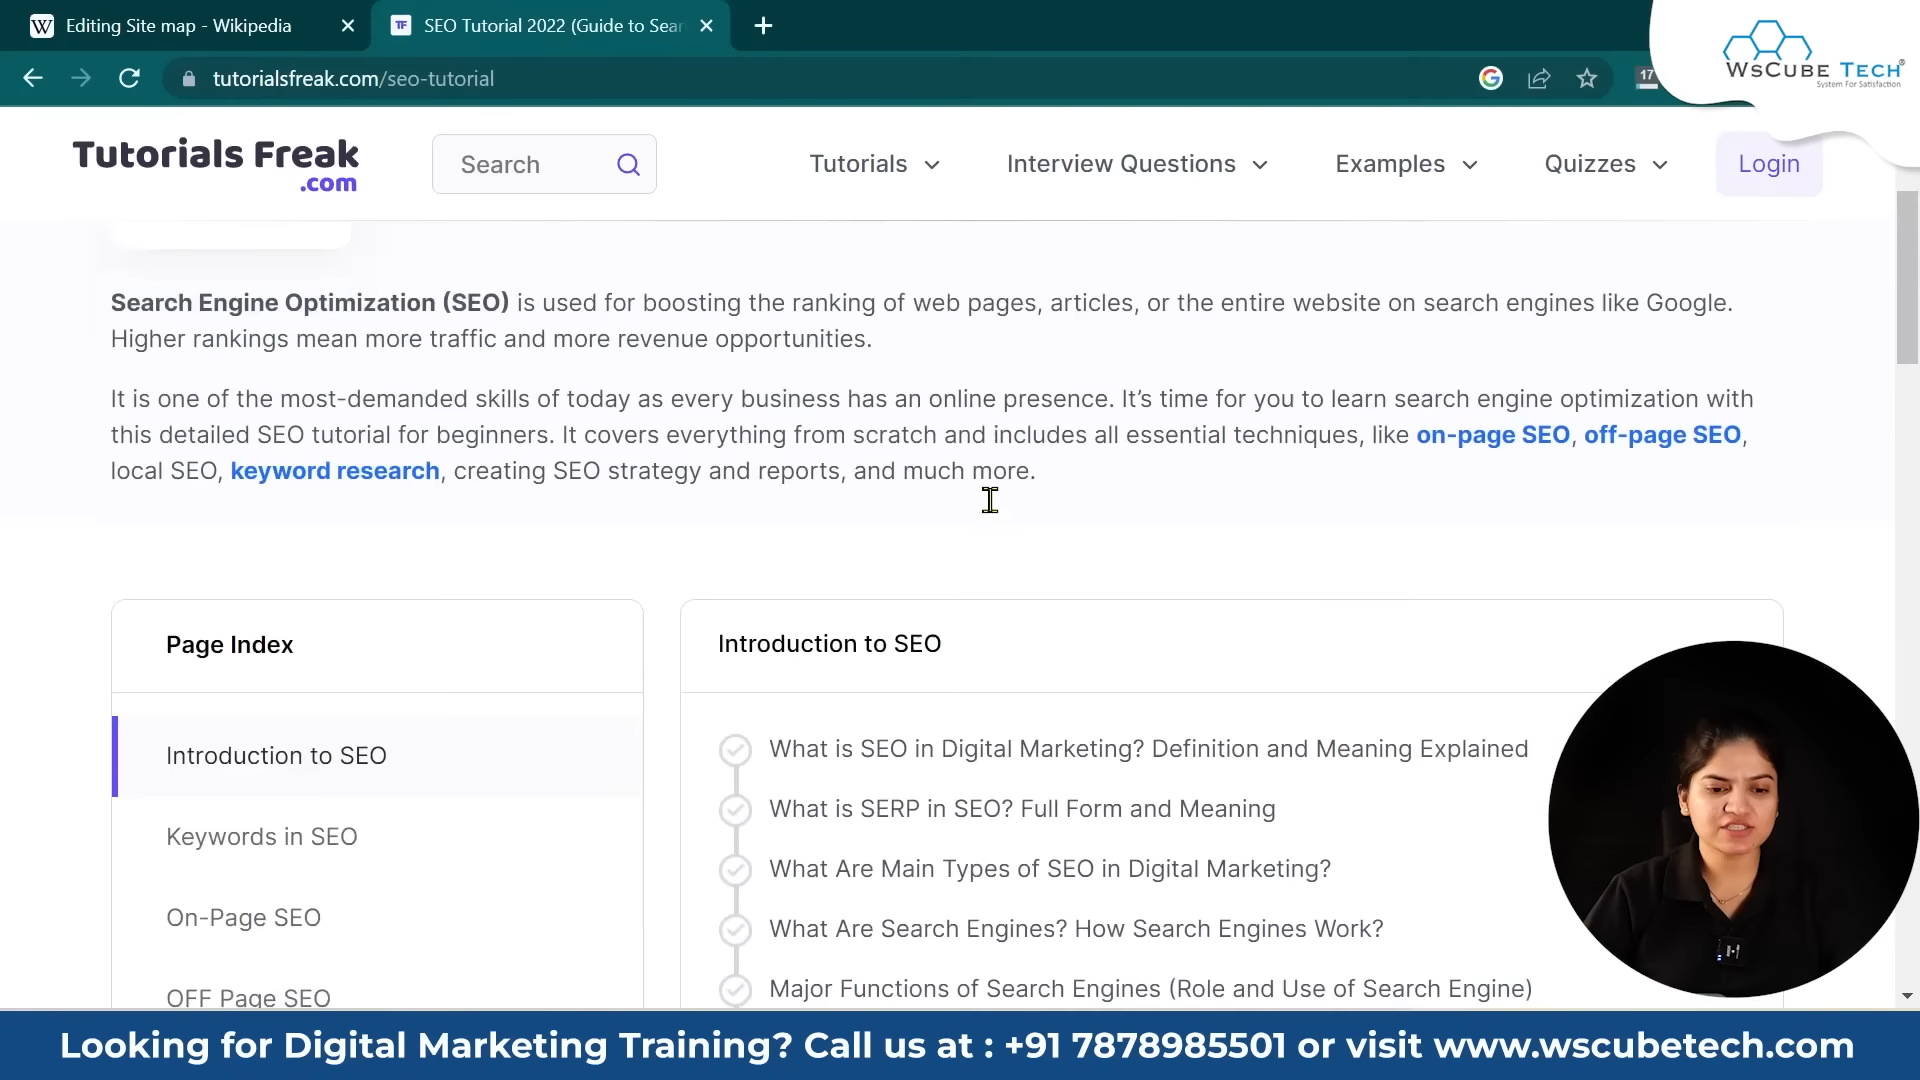 Editing Site map - Wikipedia
SEO Tutorial 2022 (Guide to Sear
tutorialsfreak.com/seo-tutorial
17
WsCube Tech®
System For Satisfaction
Tutorials Freak
.com
Search
Tutorials
Interview Questions
Examples
Quizzes
Login
Search Engine Optimization (SEO) is used for boosting the ranking of web pages, articles, or the entire website on search engines like Google.
Higher rankings mean more traffic and more revenue opportunities.
It is one of the most-demanded skills of today as every business has an online presence. It’s time for you to learn search engine optimization with
this detailed SEO tutorial for beginners. It covers everything from scratch and includes all essential techniques, like on-page SEO, off-page SEO,
local SEO, keyword research, creating SEO strategy and reports, and much more.
Page Index
Introduction to SEO
Keywords in SEO
On-Page SEO
OFF Page SEO
Introduction to SEO
What is SEO in Digital Marketing? Definition and Meaning Explained
What is SERP in SEO? Full Form and Meaning
What Are Main Types of SEO in Digital Marketing?
What Are Search Engines? How Search Engines Work?
Major Functions of Search Engines (Role and Use of Search Engine)
Looking for Digital Marketing Training? Call us at : +91 7878985501 or visit www.wscubetech.com